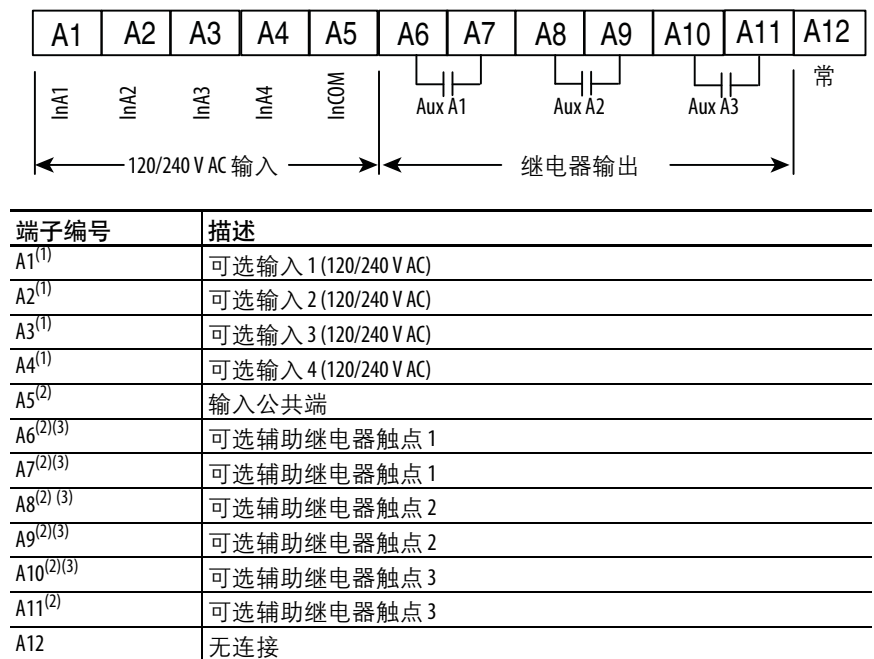 A1 A2 A3 A4 A5 A6 A7 A8 A9 A10 A11 A12
InA1 InA2 InA3 InA4 InCOM Aux A1 Aux A2 Aux A3 常
120/240 V AC 输入 继电器输出
端子编号 描述
A1(1) 可选输入 1 (120/240 V AC)
A2(1) 可选输入 2 (120/240 V AC)
A3(1) 可选输入 3 (120/240 V AC)
A4(1) 可选输入 4 (120/240 V AC)
A5(2) 输入公共端
A6(2)(3) 可选辅助继电器触点 1
A7(2)(3) 可选辅助继电器触点 1
A8(2) (3) 可选辅助继电器触点 2
A9(2)(3) 可选辅助继电器触点 2
A10(2)(3) 可选辅助继电器触点 3
A11(2) 可选辅助继电器触点 3
A12 无连接